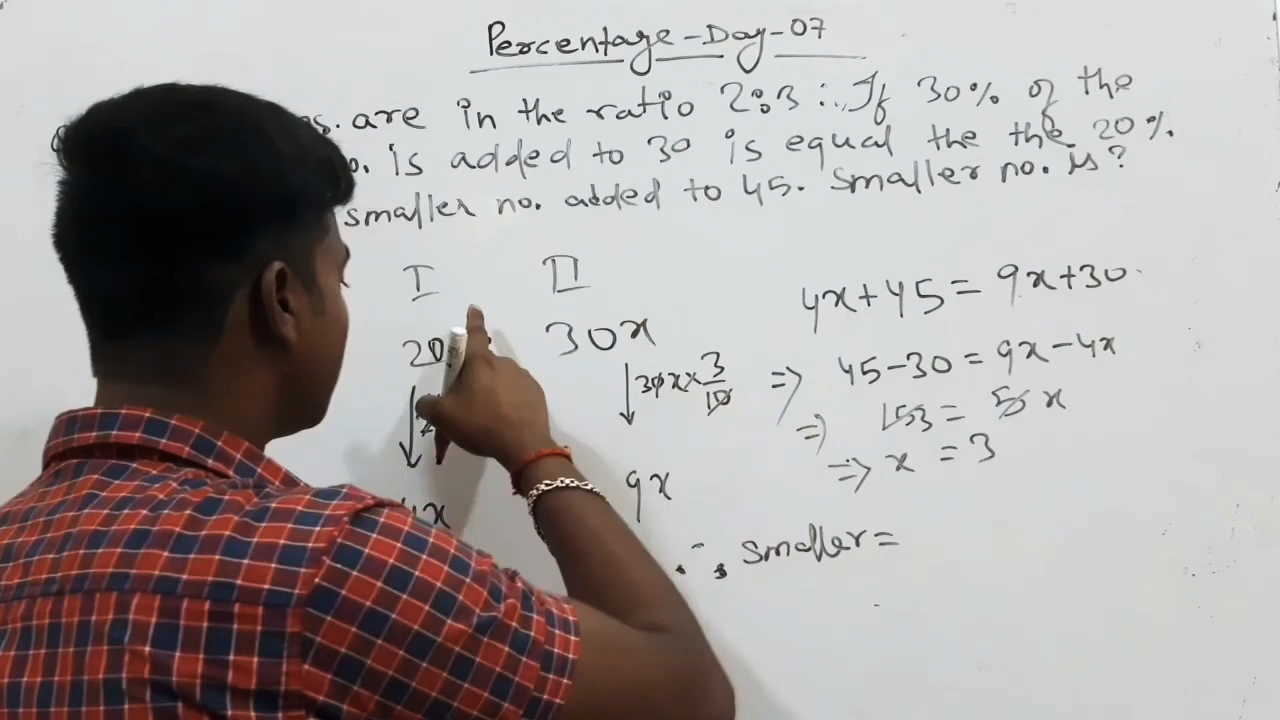 Percentage-Day-07
are in the ratio 2:3 :. If 30% of the
is added to 30 is equal the the 20%
smaller no. added to 45. Smaller no. is?
I II
20 30x
30x × 3/10
4x 9x
4x+45 = 9x+30
=> 45-30 = 9x-4x
=> 15 3 = 5 x
=> x = 3
∴ Smaller =